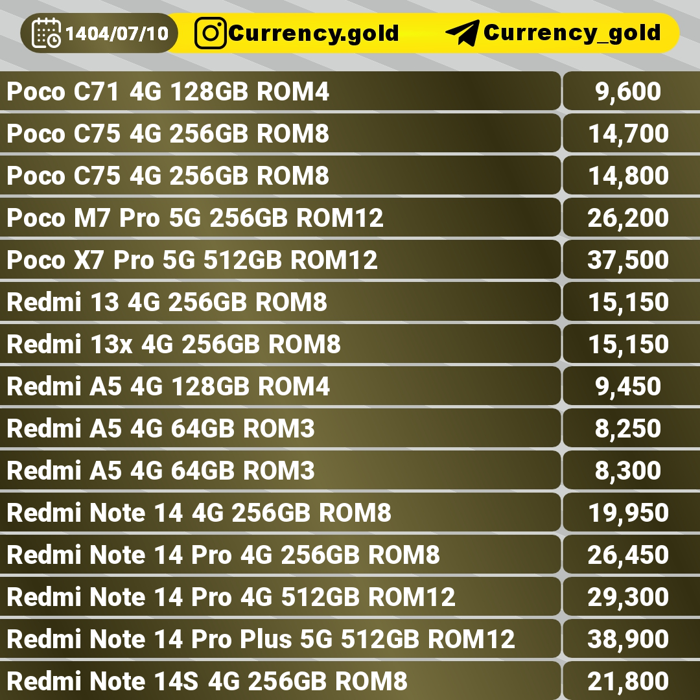 1404/07/10 Currency.gold Currency_gold
Poco C71 4G 128GB ROM4 9,600
Poco C75 4G 256GB ROM8 14,700
Poco C75 4G 256GB ROM8 14,800
Poco M7 Pro 5G 256GB ROM12 26,200
Poco X7 Pro 5G 512GB ROM12 37,500
Redmi 13 4G 256GB ROM8 15,150
Redmi 13x 4G 256GB ROM8 15,150
Redmi A5 4G 128GB ROM4 9,450
Redmi A5 4G 64GB ROM3 8,250
Redmi A5 4G 64GB ROM3 8,300
Redmi Note 14 4G 256GB ROM8 19,950
Redmi Note 14 Pro 4G 256GB ROM8 26,450
Redmi Note 14 Pro 4G 512GB ROM12 29,300
Redmi Note 14 Pro Plus 5G 512GB ROM12 38,900
Redmi Note 14S 4G 256GB ROM8 21,800